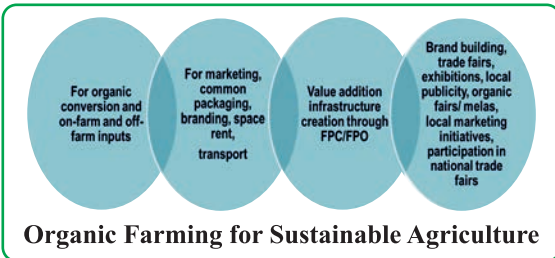 For organic
conversion and
on-farm and off-
farm inputs
For marketing,
common
packaging,
branding, space
rent,
transport
Value addition
infrastructure
creation through
FPC/FPO
Brand building,
trade fairs,
exhibitions, local
publicity, organic
fairs/ melas,
local marketing
initiatives,
participation in
national trade
fairs
Organic Farming for Sustainable Agriculture